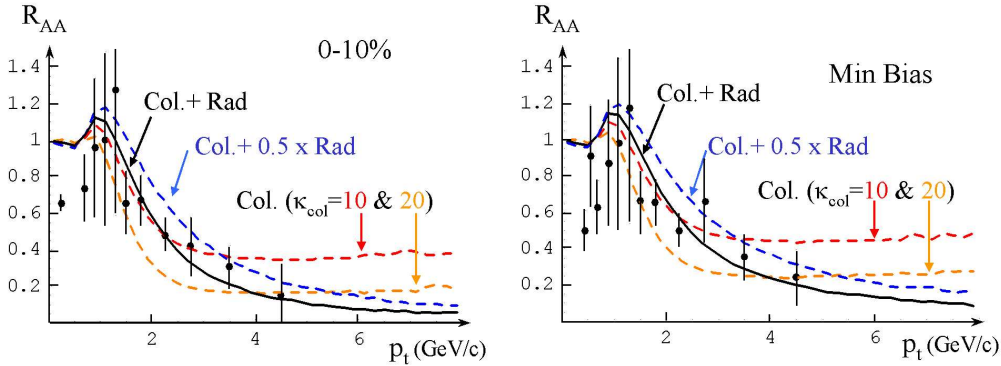 R_AA
0-10%
1.4
1.2
1
0.8
0.6
0.4
0.2
Col.+ Rad
Col.+ 0.5 x Rad
Col. (κ_col=10 & 20)
2
4
6
p_t (GeV/c)
R_AA
Min Bias
1.4
1.2
1
0.8
0.6
0.4
0.2
Col.+ Rad
Col.+ 0.5 x Rad
Col. (κ_col=10 & 20)
2
4
6
p_t (GeV/c)